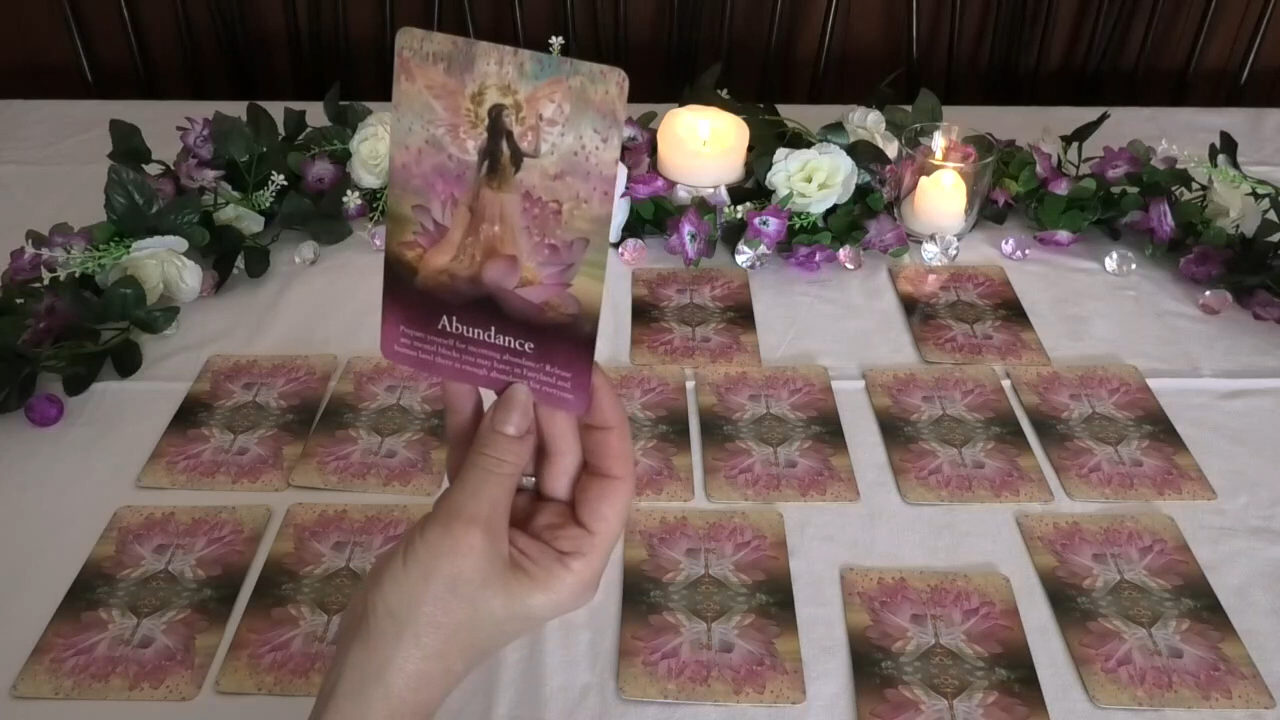 Abundance
Prepare yourself for incoming abundance! Release
any mental blocks you may have; in Fairyland and
human land there is enough abundance for everyone.